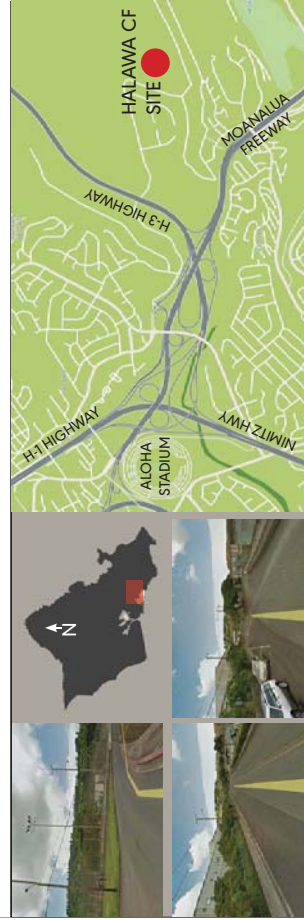 HALAWA CF
SITE
MOANALUA
FREEWAY
H-3 HIGHWAY
H-1 HIGHWAY
ALOHA
STADIUM
NIMITZ HWY
N